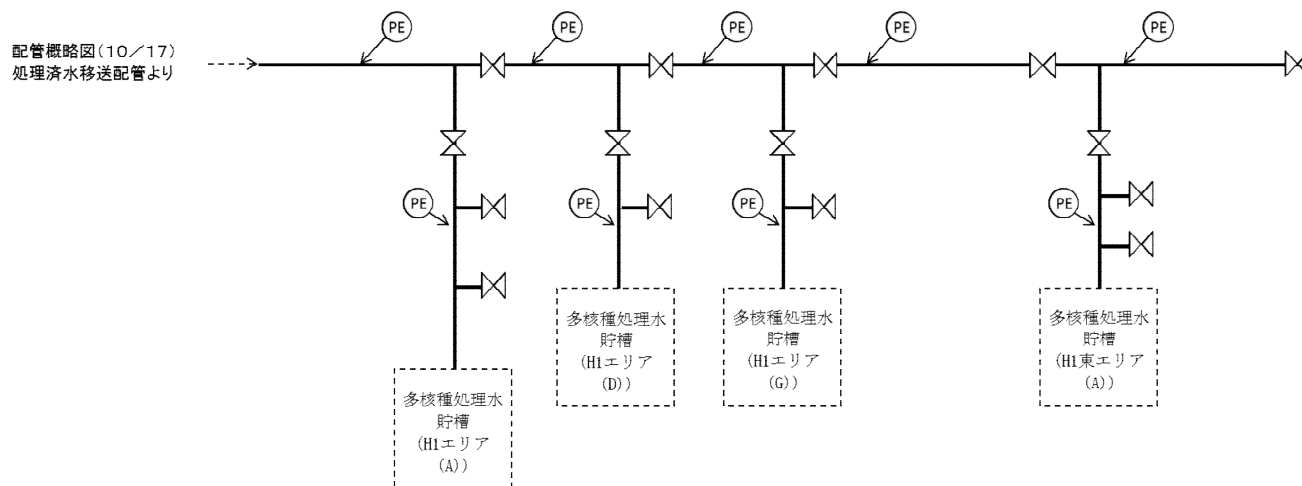 配管概略図(10/17)
処理済水移送配管より
PE
PE
PE
PE
PE
PE
PE
PE
PE
多核種処理水
貯槽
(H1エリア
(A))
多核種処理水
貯槽
(H1エリア
(D))
多核種処理水
貯槽
(H1エリア
(G))
多核種処理水
貯槽
(H1東エリア
(A))